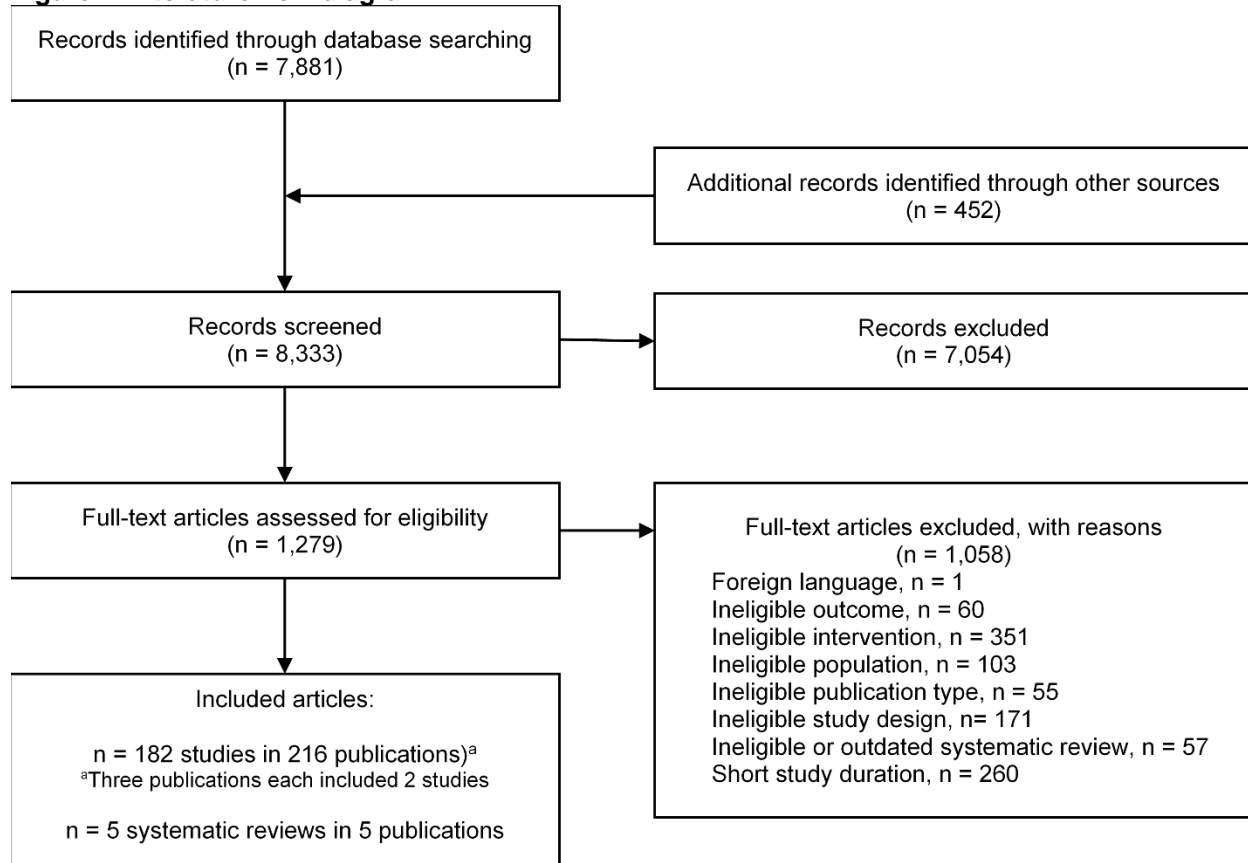 Records identified through database searching
(n = 7,881)
Additional records identified through other sources
(n = 452)
Records screened
(n = 8,333)
Records excluded
(n = 7,054)
Full-text articles assessed for eligibility
(n = 1,279)
Full-text articles excluded, with reasons
(n = 1,058)
Foreign language, n = 1
Ineligible outcome, n = 60
Ineligible intervention, n = 351
Ineligible population, n = 103
Ineligible publication type, n = 55
Ineligible study design, n= 171
Ineligible or outdated systematic review, n = 57
Short study duration, n = 260
Included articles:
n = 182 studies in 216 publications)ᵃ
ᵃThree publications each included 2 studies
n = 5 systematic reviews in 5 publications